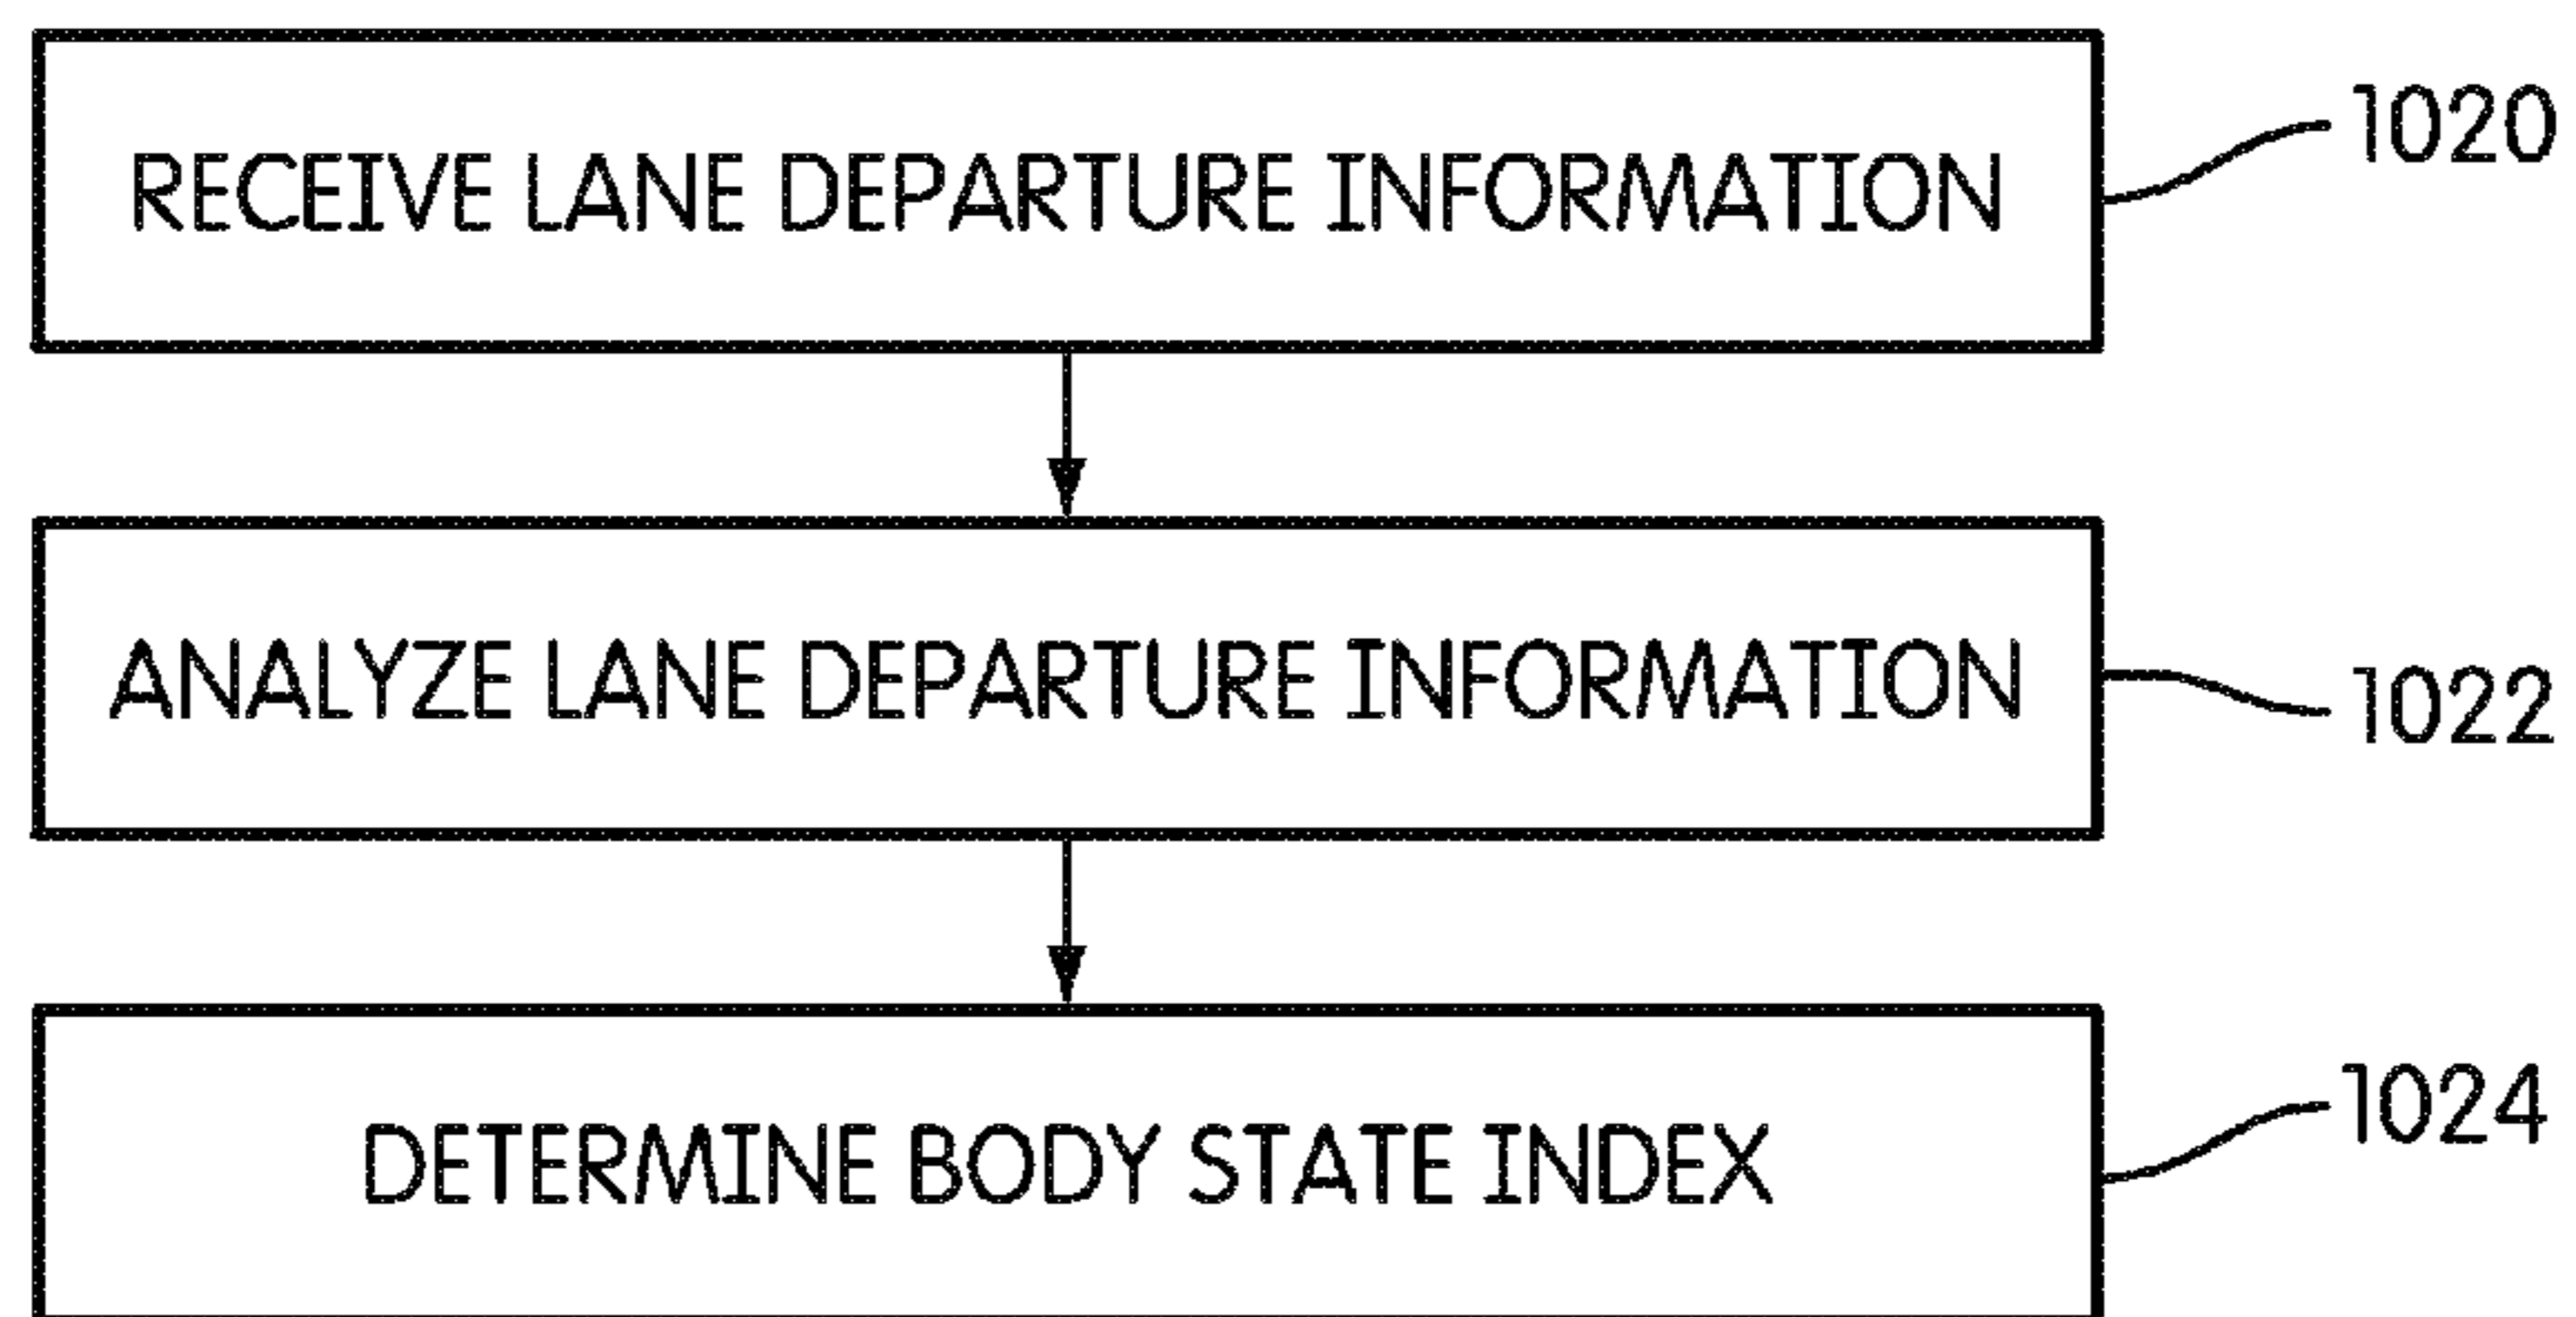 RECEIVE LANE DEPARTURE INFORMATION
1020
ANALYZE LANE DEPARTURE INFORMATION
1022
DETERMINE BODY STATE INDEX
1024